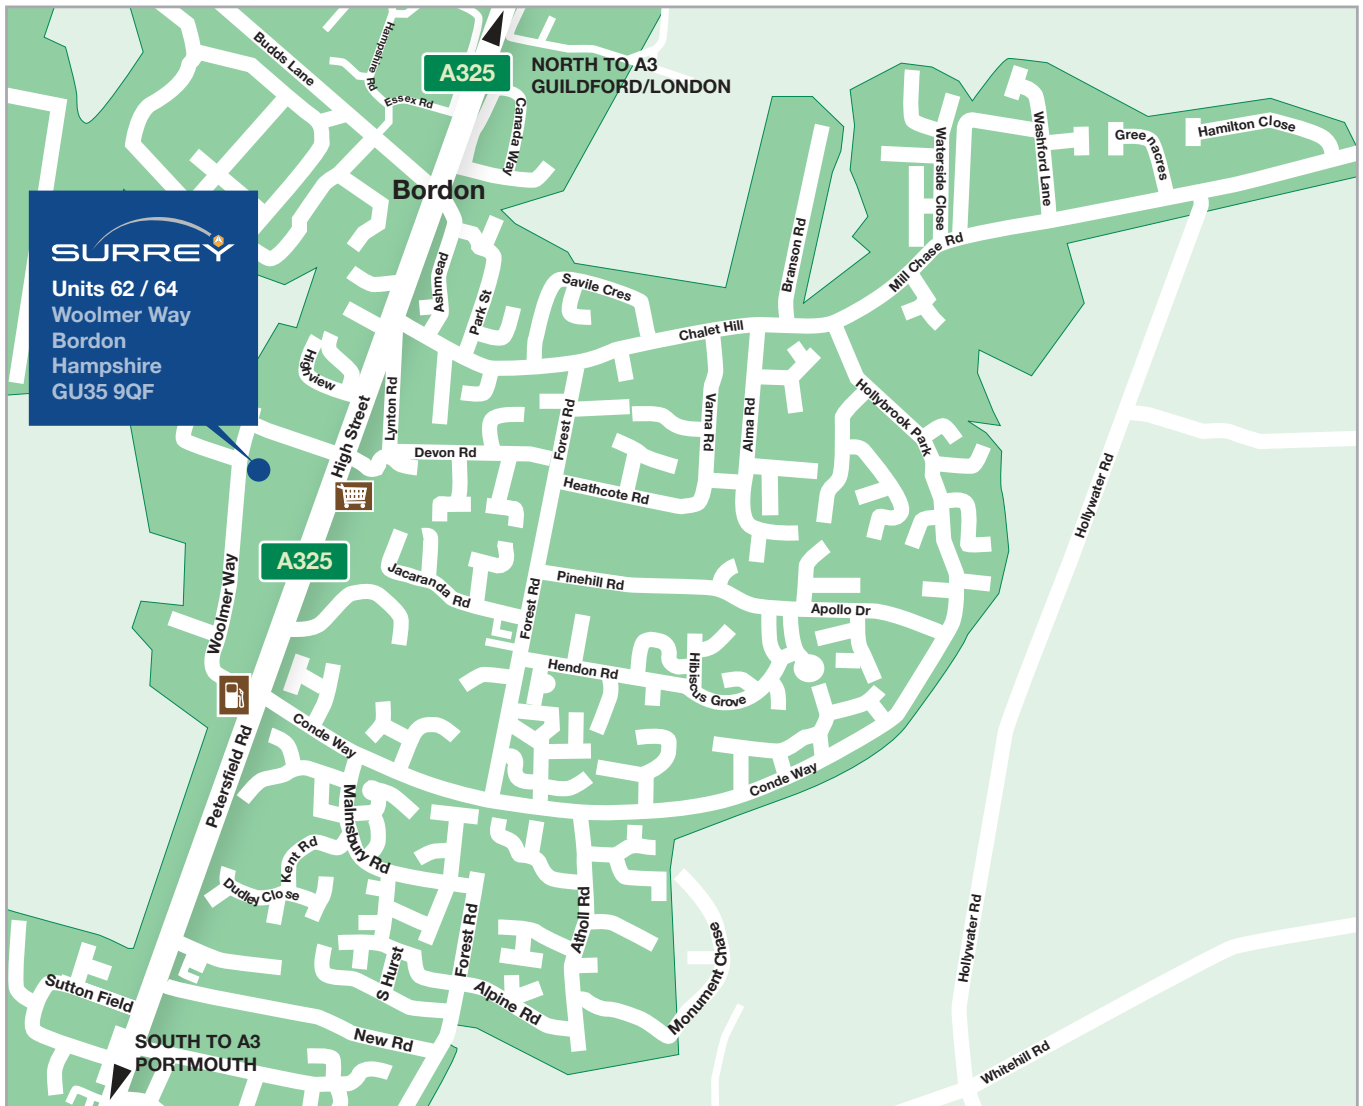 Budds Lane
Hampshire Rd
Essex Rd
A325
NORTH TO A3
GUILDFORD/LONDON
Canada Way
Bordon
Waterside Close
Washford Lane
Greenacres
Hamilton Close
Mill Chase Rd
Branson Rd
SURREY
Units 62 / 64
Woolmer Way
Bordon
Hampshire
GU35 9QF
Ashmead
Park St
Savile Cres
Chalet Hill
Highview
High Street
Lynton Rd
Devon Rd
Forest Rd
Varna Rd
Alma Rd
Hollybrook Park
Heathcote Rd
Hollywater Rd
A325
Woolmer Way
Jacaranda Rd
Forest Rd
Pinehill Rd
Apollo Dr
Hendon Rd
Hibiscus Grove
Conde Way
Conde Way
Petersfield Rd
Malmsbury Rd
Kent Rd
Dudley Close
Forest Rd
Atholl Rd
S Hurst
Alpine Rd
Monument Chase
Hollywater Rd
Sutton Field
New Rd
SOUTH TO A3
PORTMOUTH
Whitehill Rd